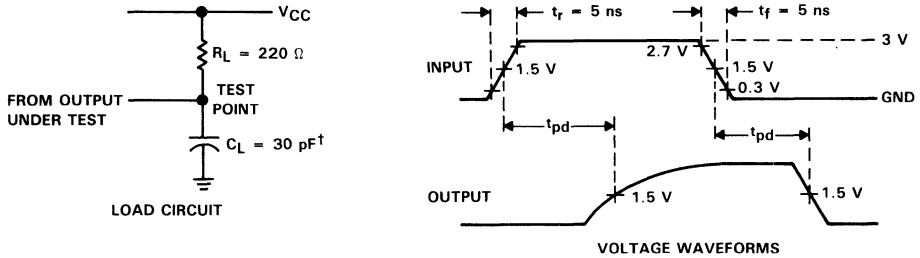 VCC
RL = 220 Ω
FROM OUTPUT
UNDER TEST
TEST
POINT
CL = 30 pF†
LOAD CIRCUIT
tr = 5 ns
tf = 5 ns
3 V
2.7 V
INPUT
1.5 V
1.5 V
0.3 V
GND
tpd
tpd
OUTPUT
1.5 V
1.5 V
VOLTAGE WAVEFORMS